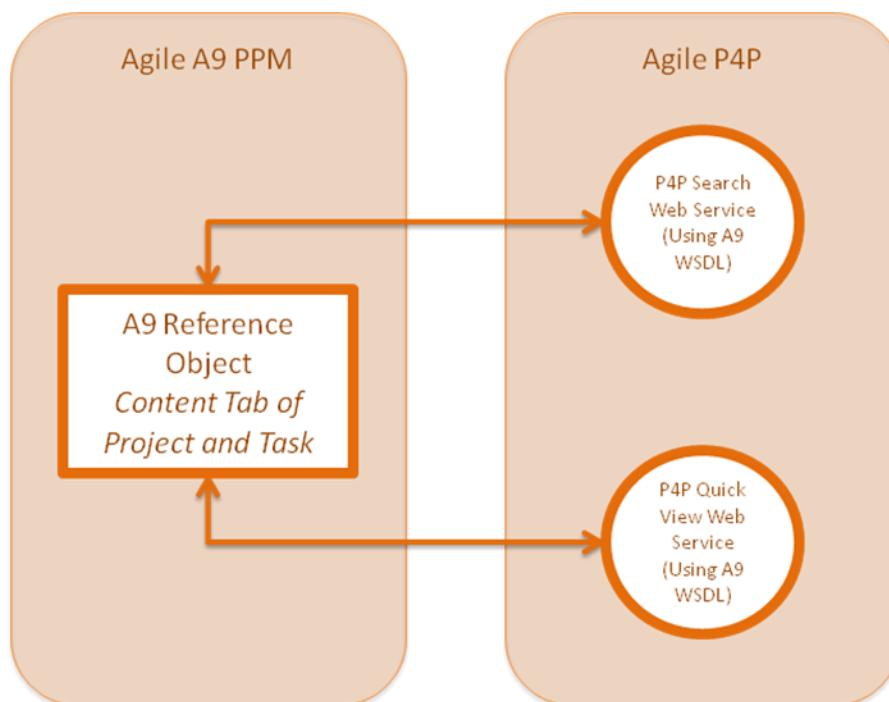 Agile A9 PPM
Agile P4P
P4P Search
Web Service
(Using A9
WSDL)
A9 Reference
Object
Content Tab of
Project and Task
P4P Quick
View Web
Service
(Using A9
WSDL)